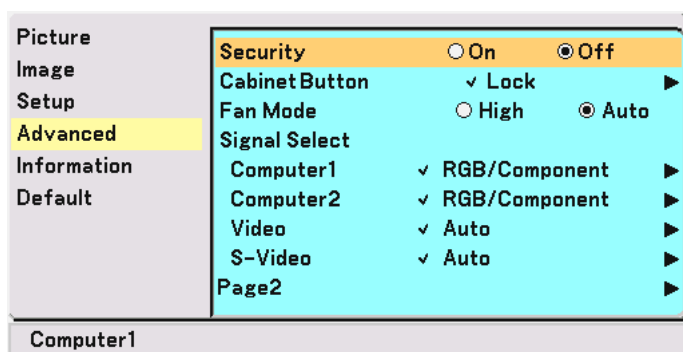 Picture
Image
Setup
Advanced
Information
Default
Security On Off
Cabinet Button Lock
Fan Mode High Auto
Signal Select
Computer1 RGB/Component
Computer2 RGB/Component
Video Auto
S-Video Auto
Page2
Computer1